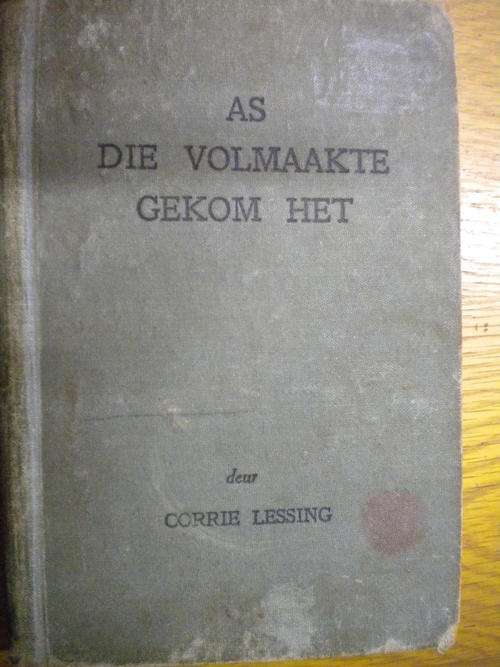 AS
DIE VOLMAAKTE
GEKOM HET
deur
CORRIE LESSING